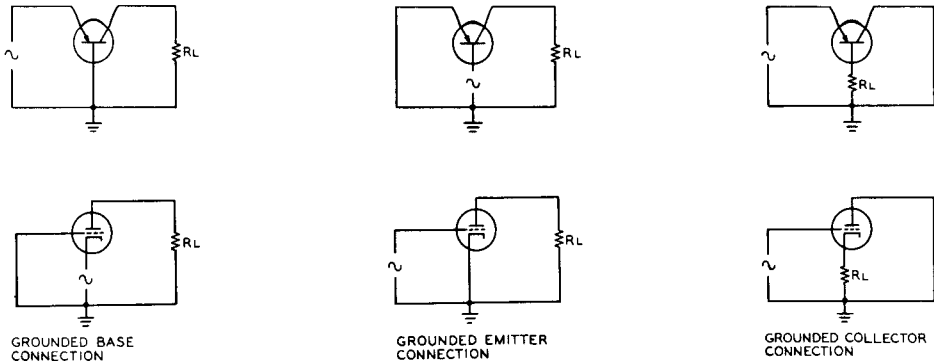 RL
RL
RL
RL
RL
RL
GROUNDED BASE
CONNECTION
GROUNDED EMITTER
CONNECTION
GROUNDED COLLECTOR
CONNECTION